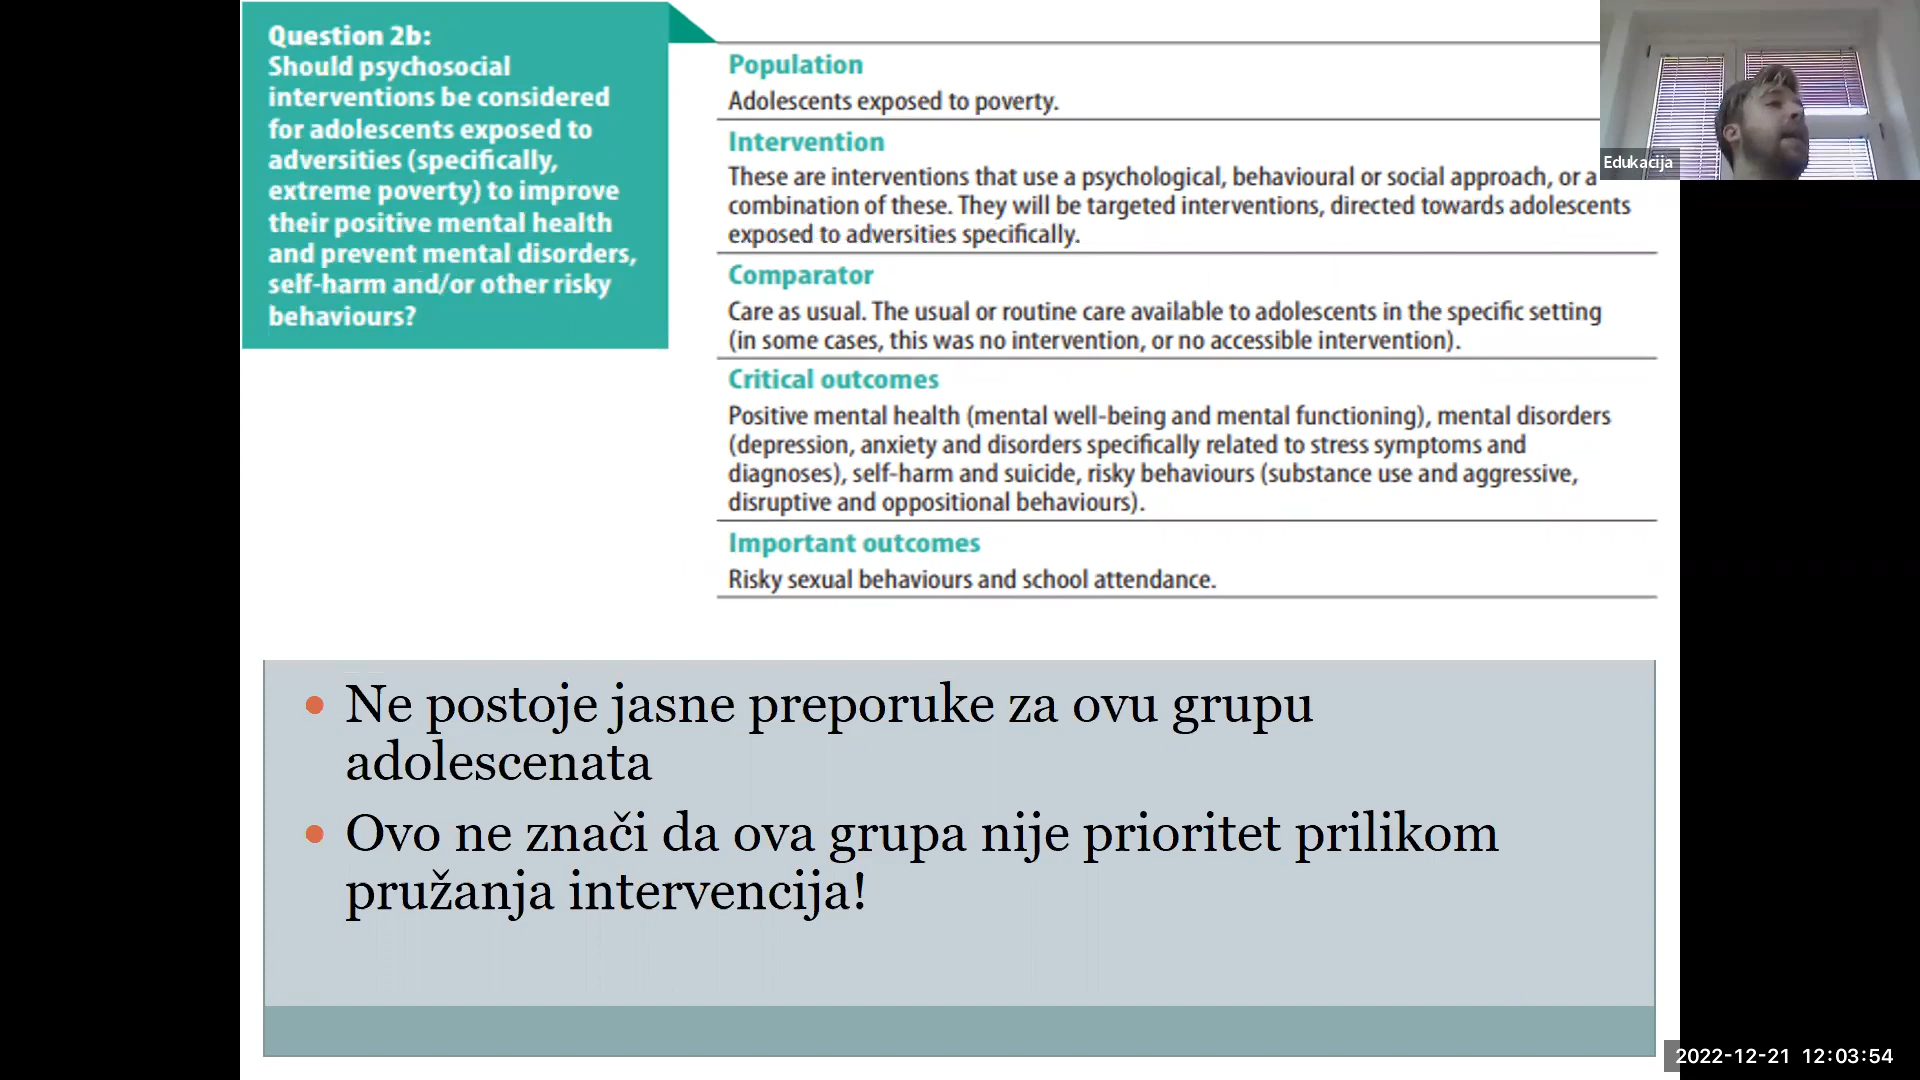 Question 2b:
Should psychosocial
interventions be considered
for adolescents exposed to
adversities (specifically,
extreme poverty) to improve
their positive mental health
and prevent mental disorders,
self-harm and/or other risky
behaviours?
Population
Adolescents exposed to poverty.
Intervention
These are interventions that use a psychological, behavioural or social approach, or a
combination of these. They will be targeted interventions, directed towards adolescents
exposed to adversities specifically.
Comparator
Care as usual. The usual or routine care available to adolescents in the specific setting
(in some cases, this was no intervention, or no accessible intervention).
Critical outcomes
Positive mental health (mental well-being and mental functioning), mental disorders
(depression, anxiety and disorders specifically related to stress symptoms and
diagnoses), self-harm and suicide, risky behaviours (substance use and aggressive,
disruptive and oppositional behaviours).
Important outcomes
Risky sexual behaviours and school attendance.
Edukacija
• Ne postoje jasne preporuke za ovu grupu
adolescenata
• Ovo ne znači da ova grupa nije prioritet prilikom
pružanja intervencija!
2022-12-21 12:03:54